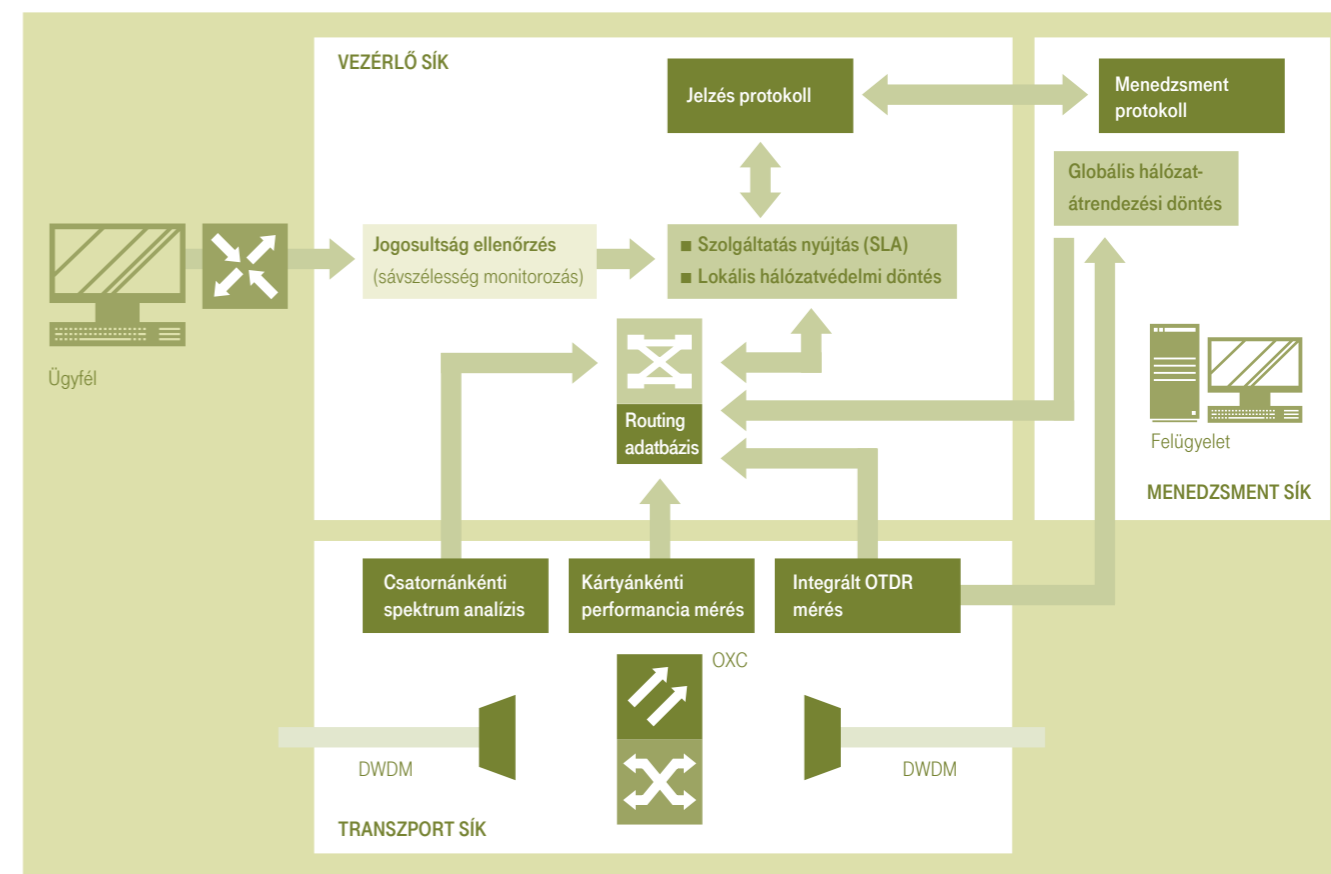 VEZÉRLŐ SÍK
Jelzés protokoll
Menedzsment
protokoll
Globális hálózat-
átrendezési döntés
Jogosultság ellenőrzés
(sávszélesség monitorozás)
■ Szolgáltatás nyújtás (SLA)
■ Lokális hálózatvédelmi döntés
Ügyfél
Routing
adatbázis
Felügyelet
MENEDZSMENT SÍK
Csatornánkénti
spektrum analízis
Kártyánkénti
performancia mérés
Integrált OTDR
mérés
OXC
DWDM
DWDM
TRANSZPORT SÍK